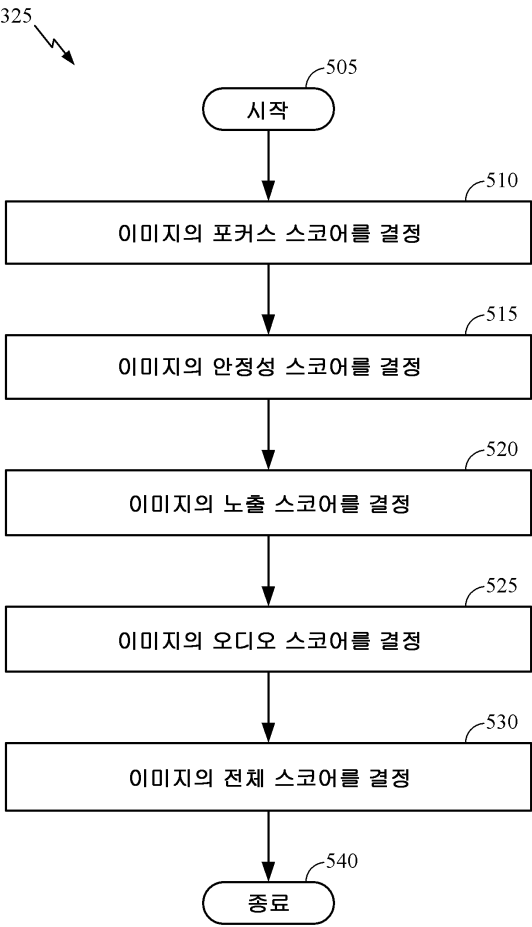 325
505
시작
510
이미지의 포커스 스코어를 결정
515
이미지의 안정성 스코어를 결정
520
이미지의 노출 스코어를 결정
525
이미지의 오디오 스코어를 결정
530
이미지의 전체 스코어를 결정
540
종료